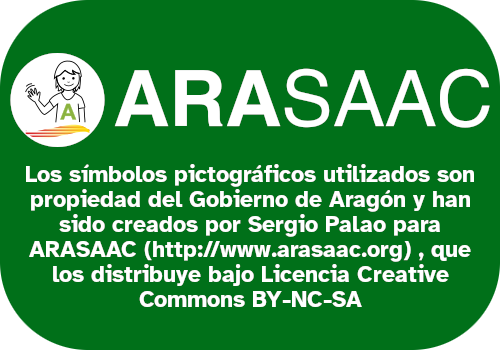 A
ARASAAC
Los símbolos pictográficos utilizados son
propiedad del Gobierno de Aragón y han
sido creados por Sergio Palao para
ARASAAC (http://www.arasaac.org) , que
los distribuye bajo Licencia Creative
Commons BY-NC-SA